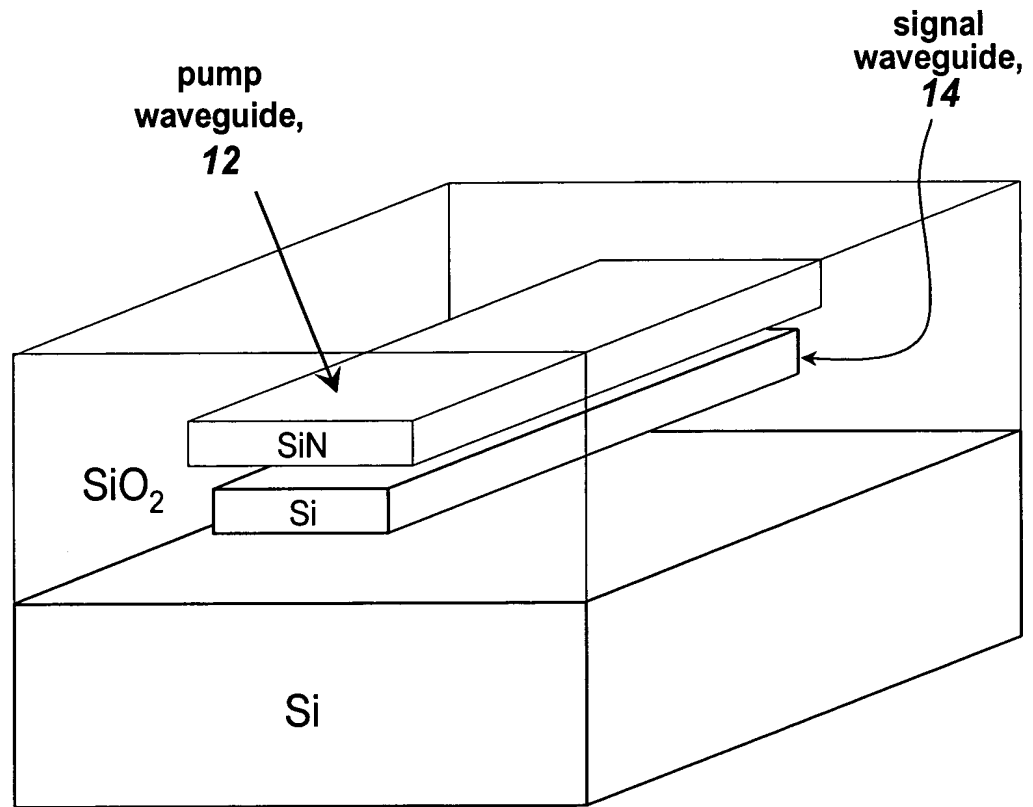 pump
waveguide,
12
signal
waveguide,
14
SiN
SiO₂
Si
Si